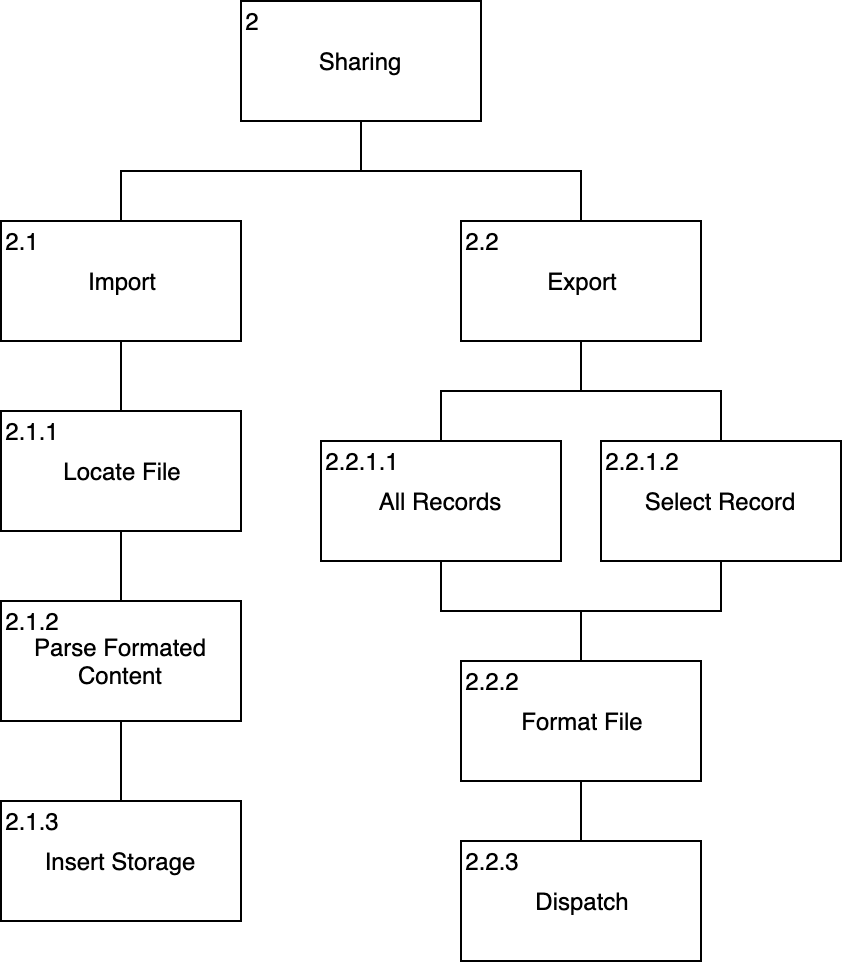 2
Sharing
2.1
Import
2.2
Export
2.1.1
Locate File
2.2.1.1
All Records
2.2.1.2
Select Record
2.1.2
Parse Formated
Content
2.2.2
Format File
2.1.3
Insert Storage
2.2.3
Dispatch